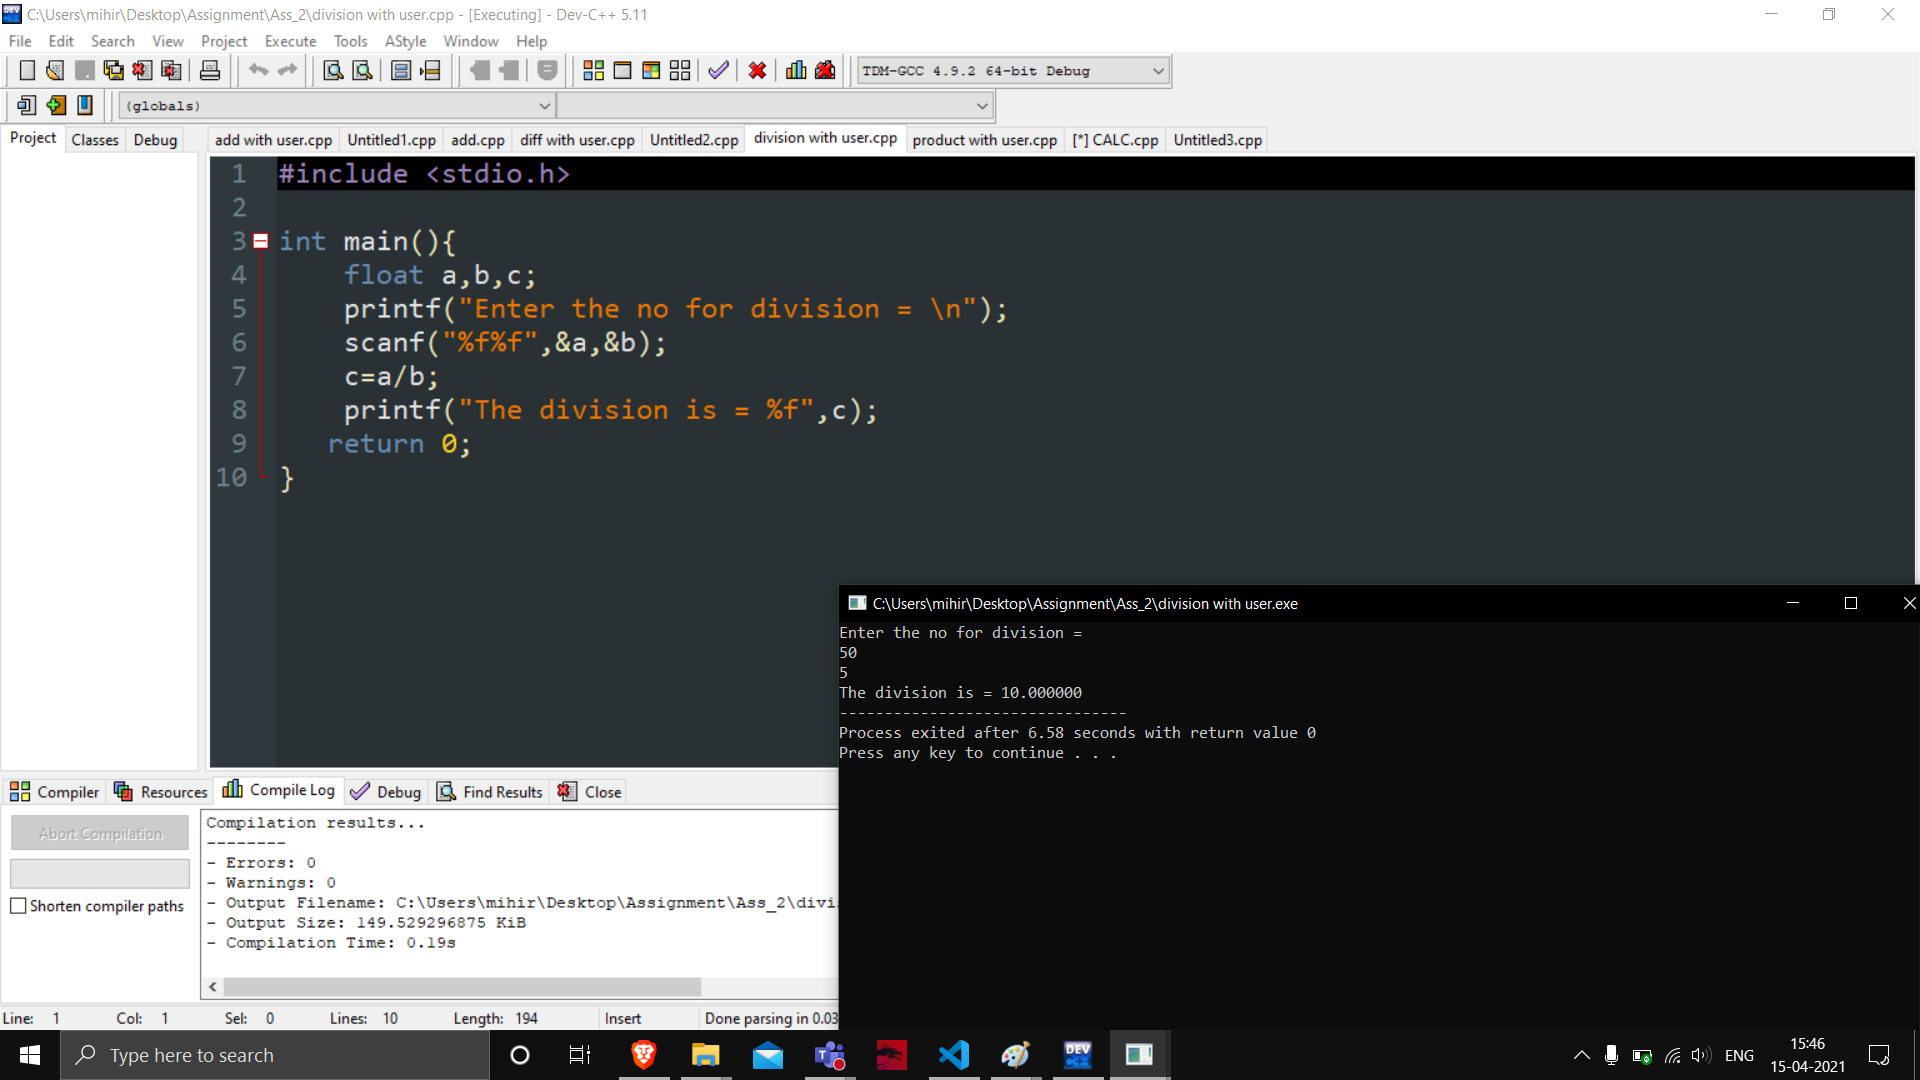 C:\Users\mihir\Desktop\Assignment\Ass_2\division with user.cpp - [Executing] - Dev-C++ 5.11
File Edit Search View Project Execute Tools AStyle Window Help
TDM-GCC 4.9.2 64-bit Debug
(globals)
Project Classes Debug
add with user.cpp Untitled1.cpp add.cpp diff with user.cpp Untitled2.cpp division with user.cpp product with user.cpp [*] CALC.cpp Untitled3.cpp
1 #include <stdio.h>
2
3 int main(){
4 float a,b,c;
5 printf("Enter the no for division = \n");
6 scanf("%f%f",&a,&b);
7 c=a/b;
8 printf("The division is = %f",c);
9 return 0;
10 }
C:\Users\mihir\Desktop\Assignment\Ass_2\division with user.exe
Enter the no for division =
50
5
The division is = 10.000000
--------------------------------
Process exited after 6.58 seconds with return value 0
Press any key to continue . . .
Compiler Resources Compile Log Debug Find Results Close
Abort Compilation
Shorten compiler paths
Compilation results...
--------
- Errors: 0
- Warnings: 0
- Output Filename: C:\Users\mihir\Desktop\Assignment\Ass_2\divi
- Output Size: 149.529296875 KiB
- Compilation Time: 0.19s
Line: 1 Col: 1 Sel: 0 Lines: 10 Length: 194 Insert Done parsing in 0.03
Type here to search
DEV C++
ENG
15:46
15-04-2021